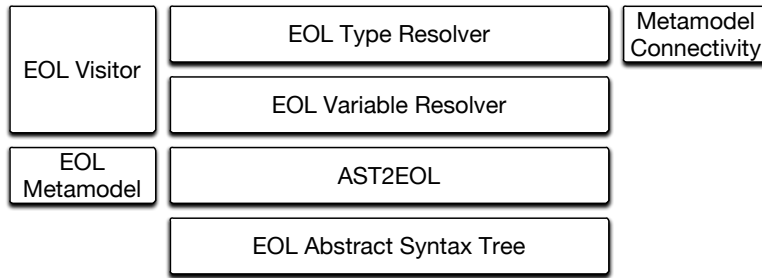 EOL Visitor
EOL Type Resolver
Metamodel
Connectivity
EOL Variable Resolver
EOL
Metamodel
AST2EOL
EOL Abstract Syntax Tree